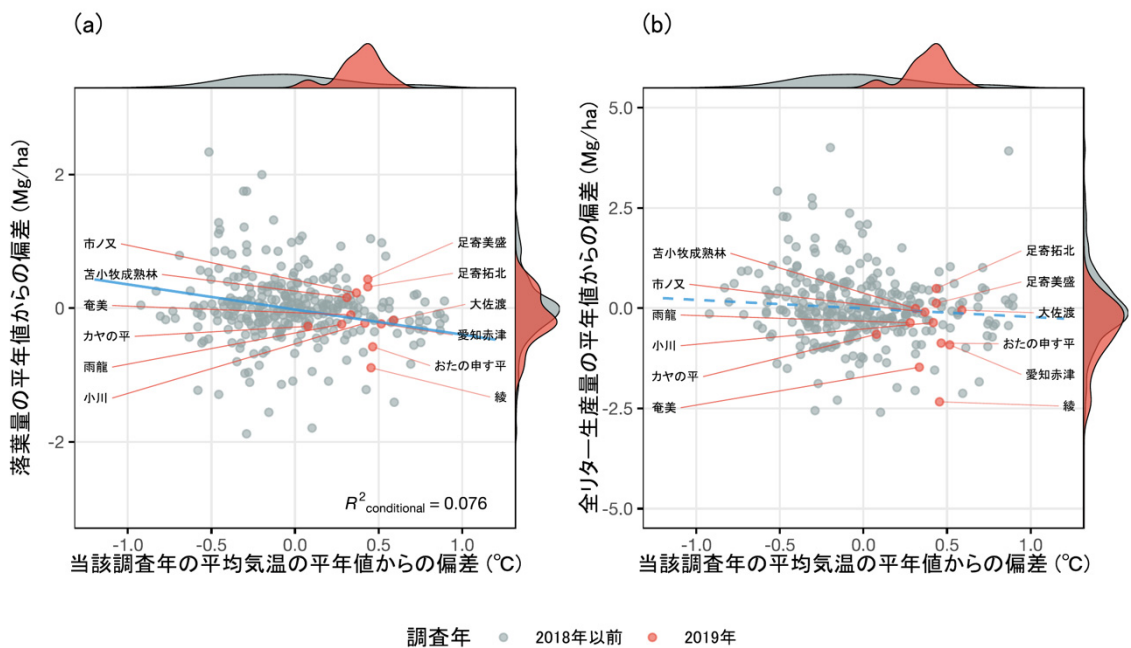 (a)
落葉量の平年値からの偏差 (Mg/ha)
2
0
-2
市ノ又
苫小牧成熟林
奄美
カヤの平
雨龍
小川
足寄美盛
足寄拓北
大佐渡
愛知赤津
おたの申す平
綾
R²conditional = 0.076
-1.0
-0.5
0.0
0.5
1.0
当該調査年の平均気温の平年値からの偏差 (℃)
(b)
全リター生産量の平年値からの偏差 (Mg/ha)
5.0
2.5
0.0
-2.5
-5.0
苫小牧成熟林
市ノ又
雨龍
小川
カヤの平
奄美
足寄拓北
足寄美盛
大佐渡
おたの申す平
愛知赤津
綾
-1.0
-0.5
0.0
0.5
1.0
当該調査年の平均気温の平年値からの偏差 (℃)
調査年 2018年以前 2019年